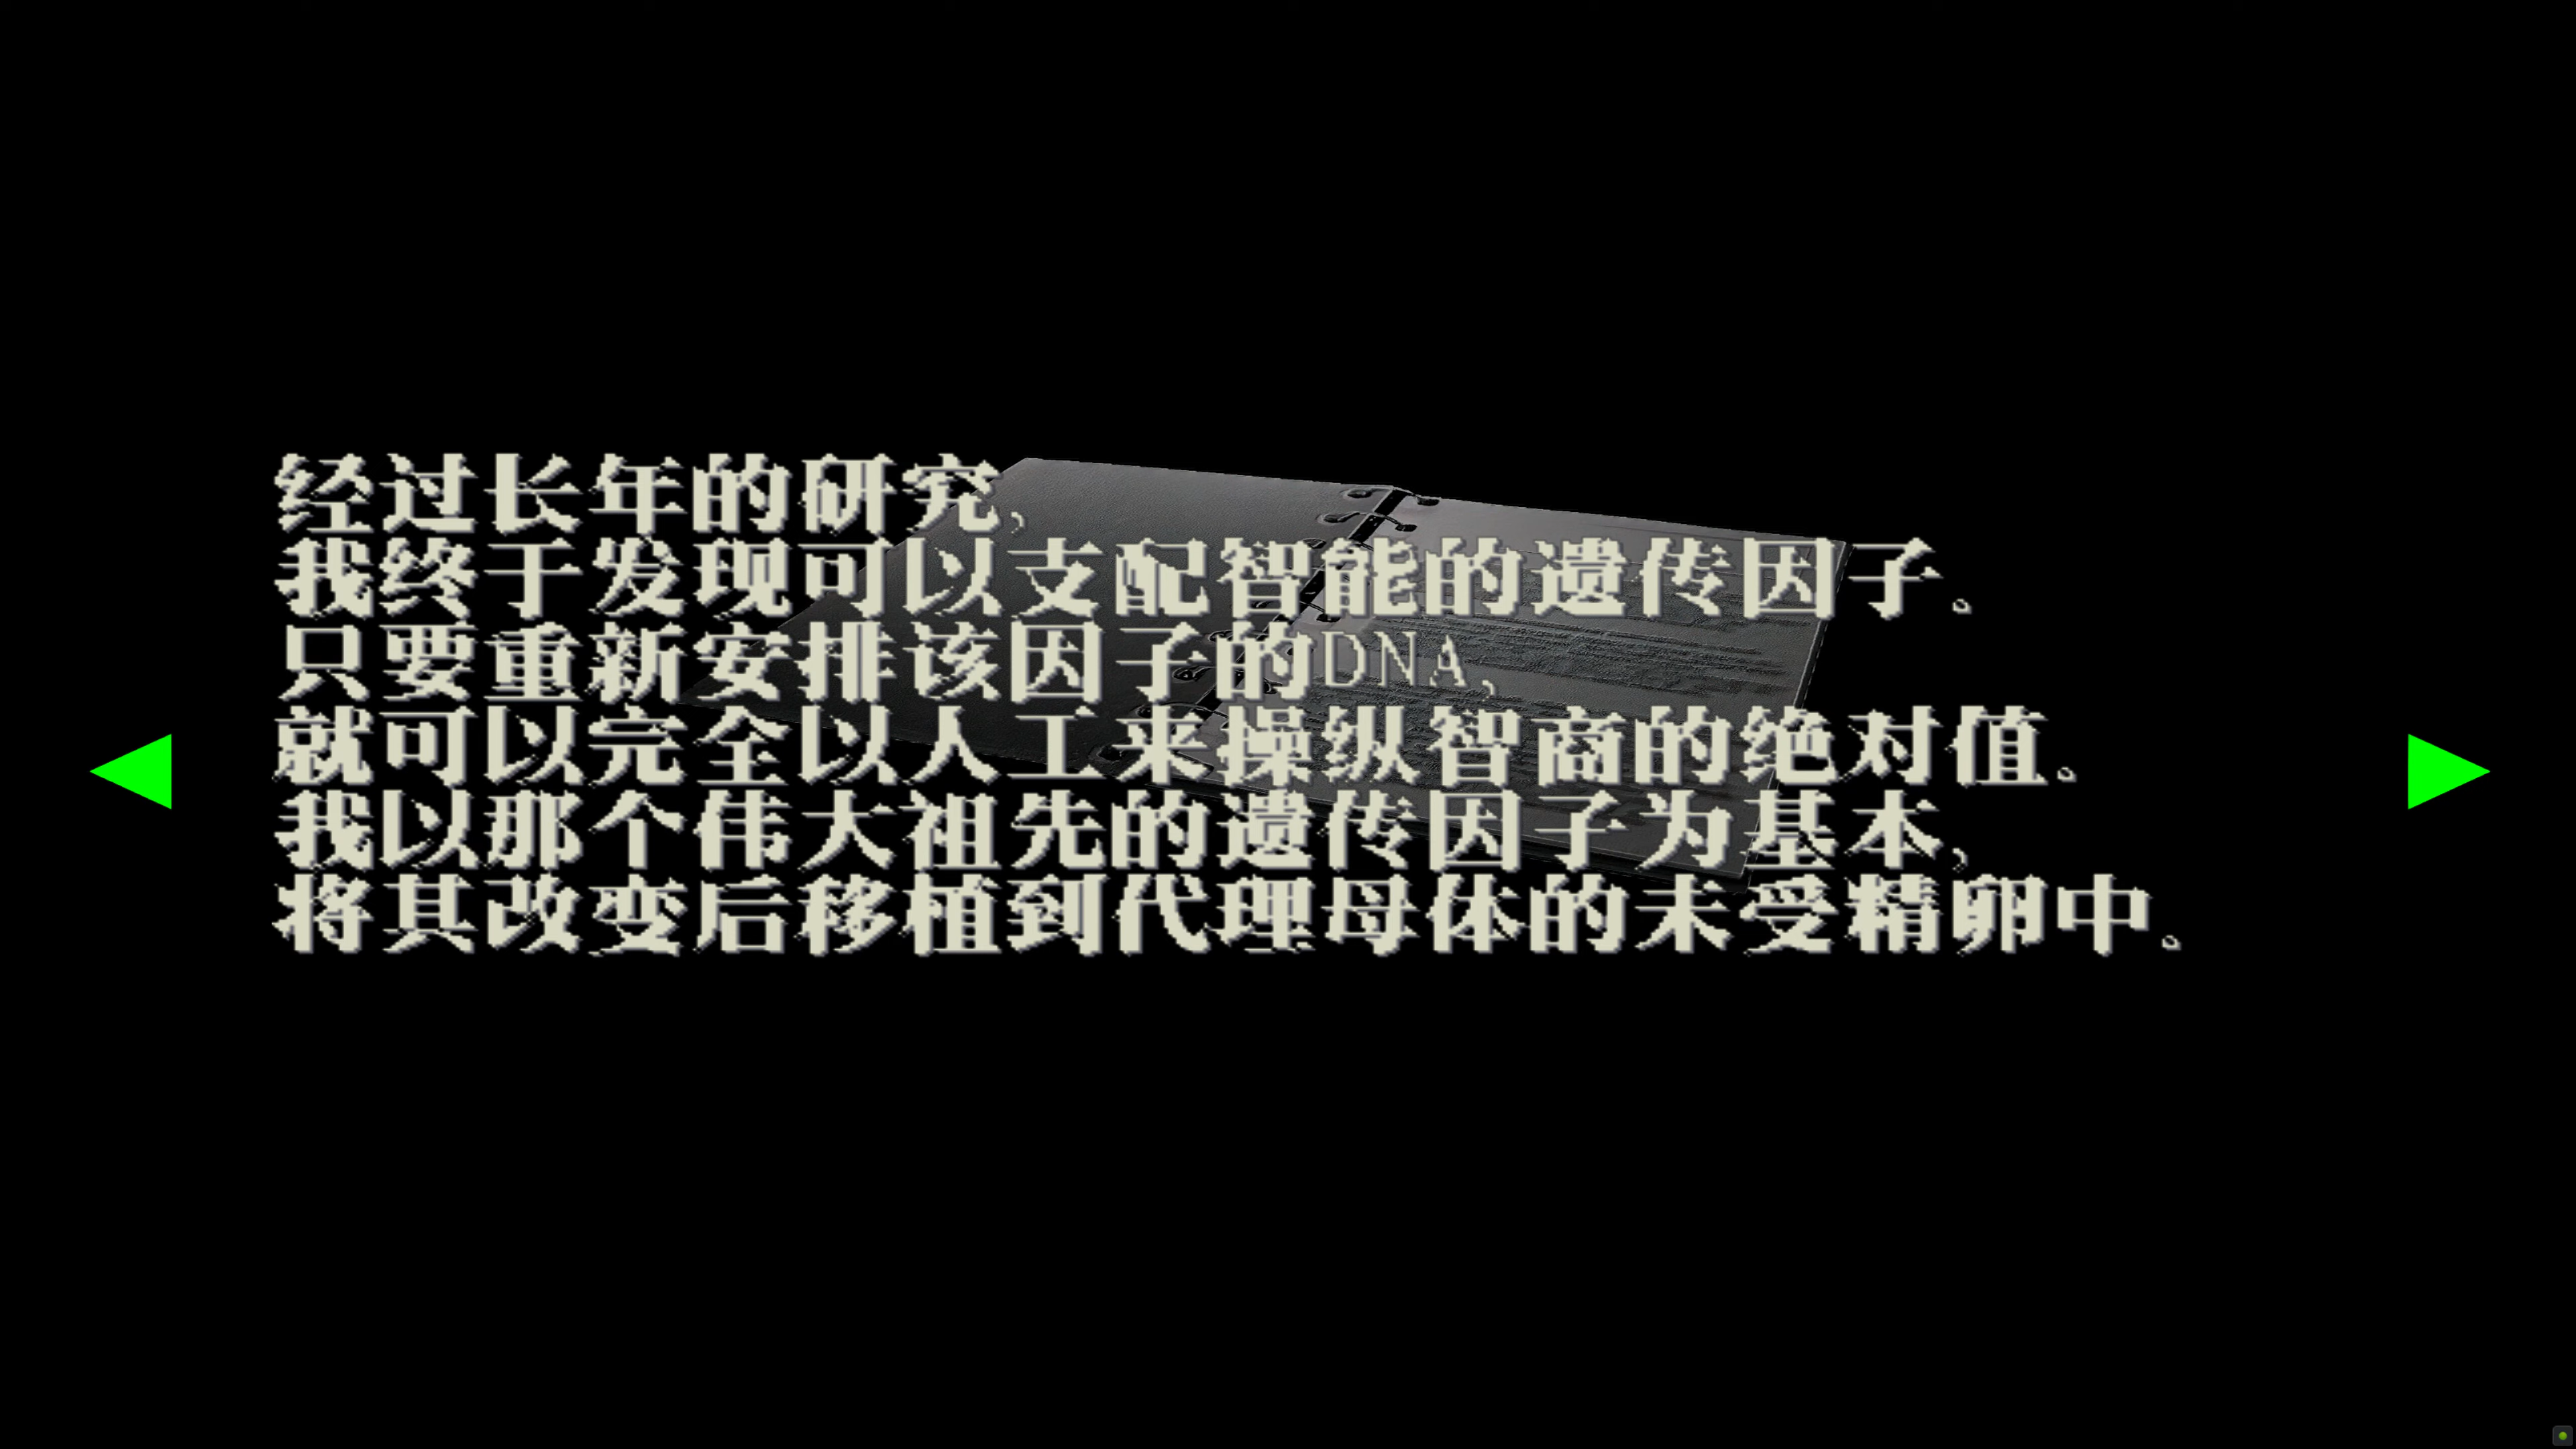 经过长年的研究,
我终于发现可以支配智能的遗传因子。
只要重新安排该因子的DNA,
就可以完全以人工来操纵智商的绝对值。
我以那个伟大祖先的遗传因子为基本,
将其改变后移植到代理母体的未受精卵中。